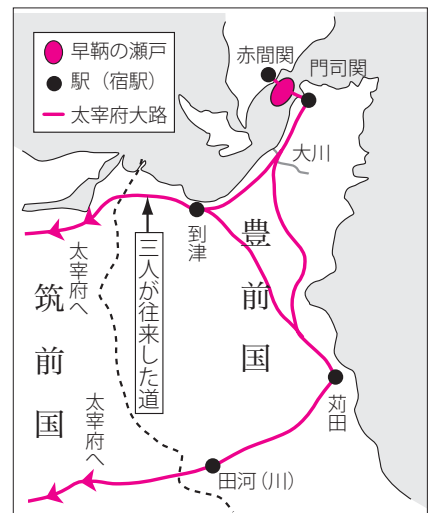 早鞆の瀬戸
駅（宿駅）
太宰府大路
赤間関
門司関
大川
到津
豊前国
三人が往来した道
太宰府へ
筑前国
太宰府へ
苅田
田河（川）